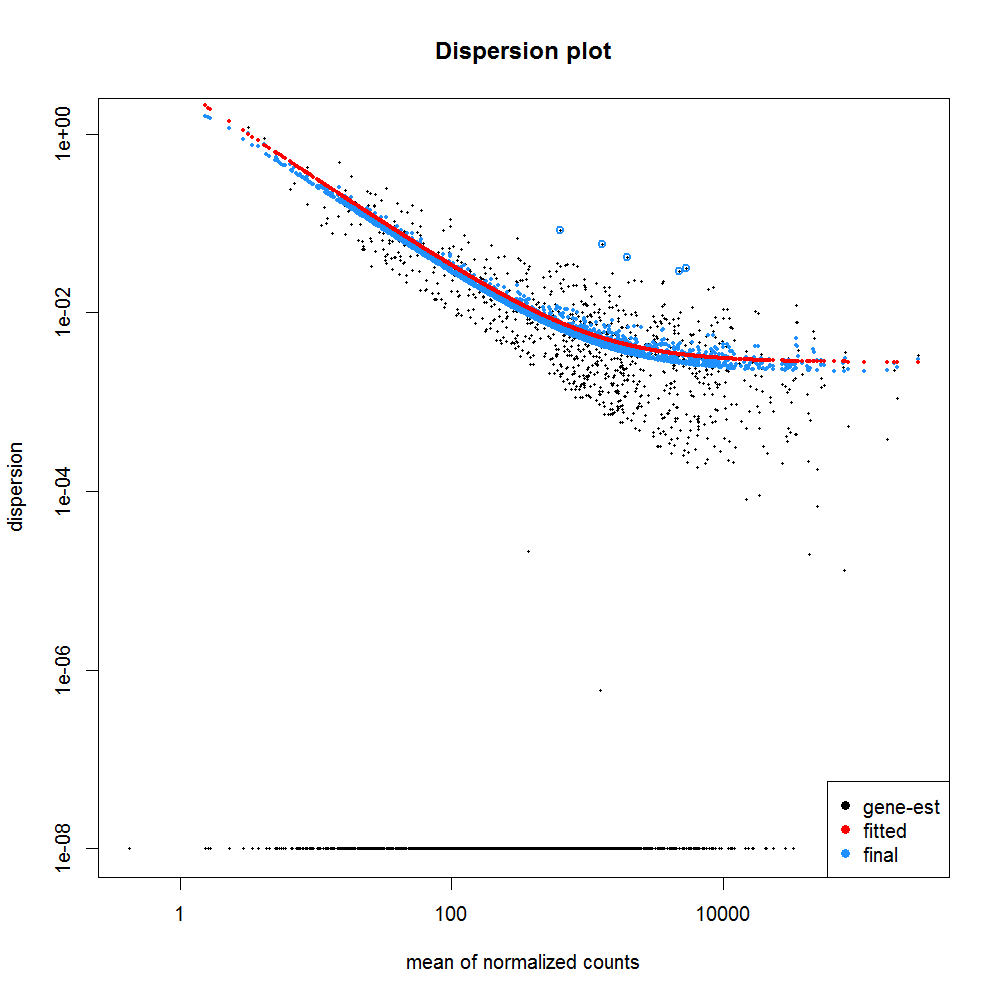 Dispersion plot
1e+00
1e-02
1e-04
1e-06
1e-08
dispersion
1
100
10000
mean of normalized counts
gene-est
fitted
final